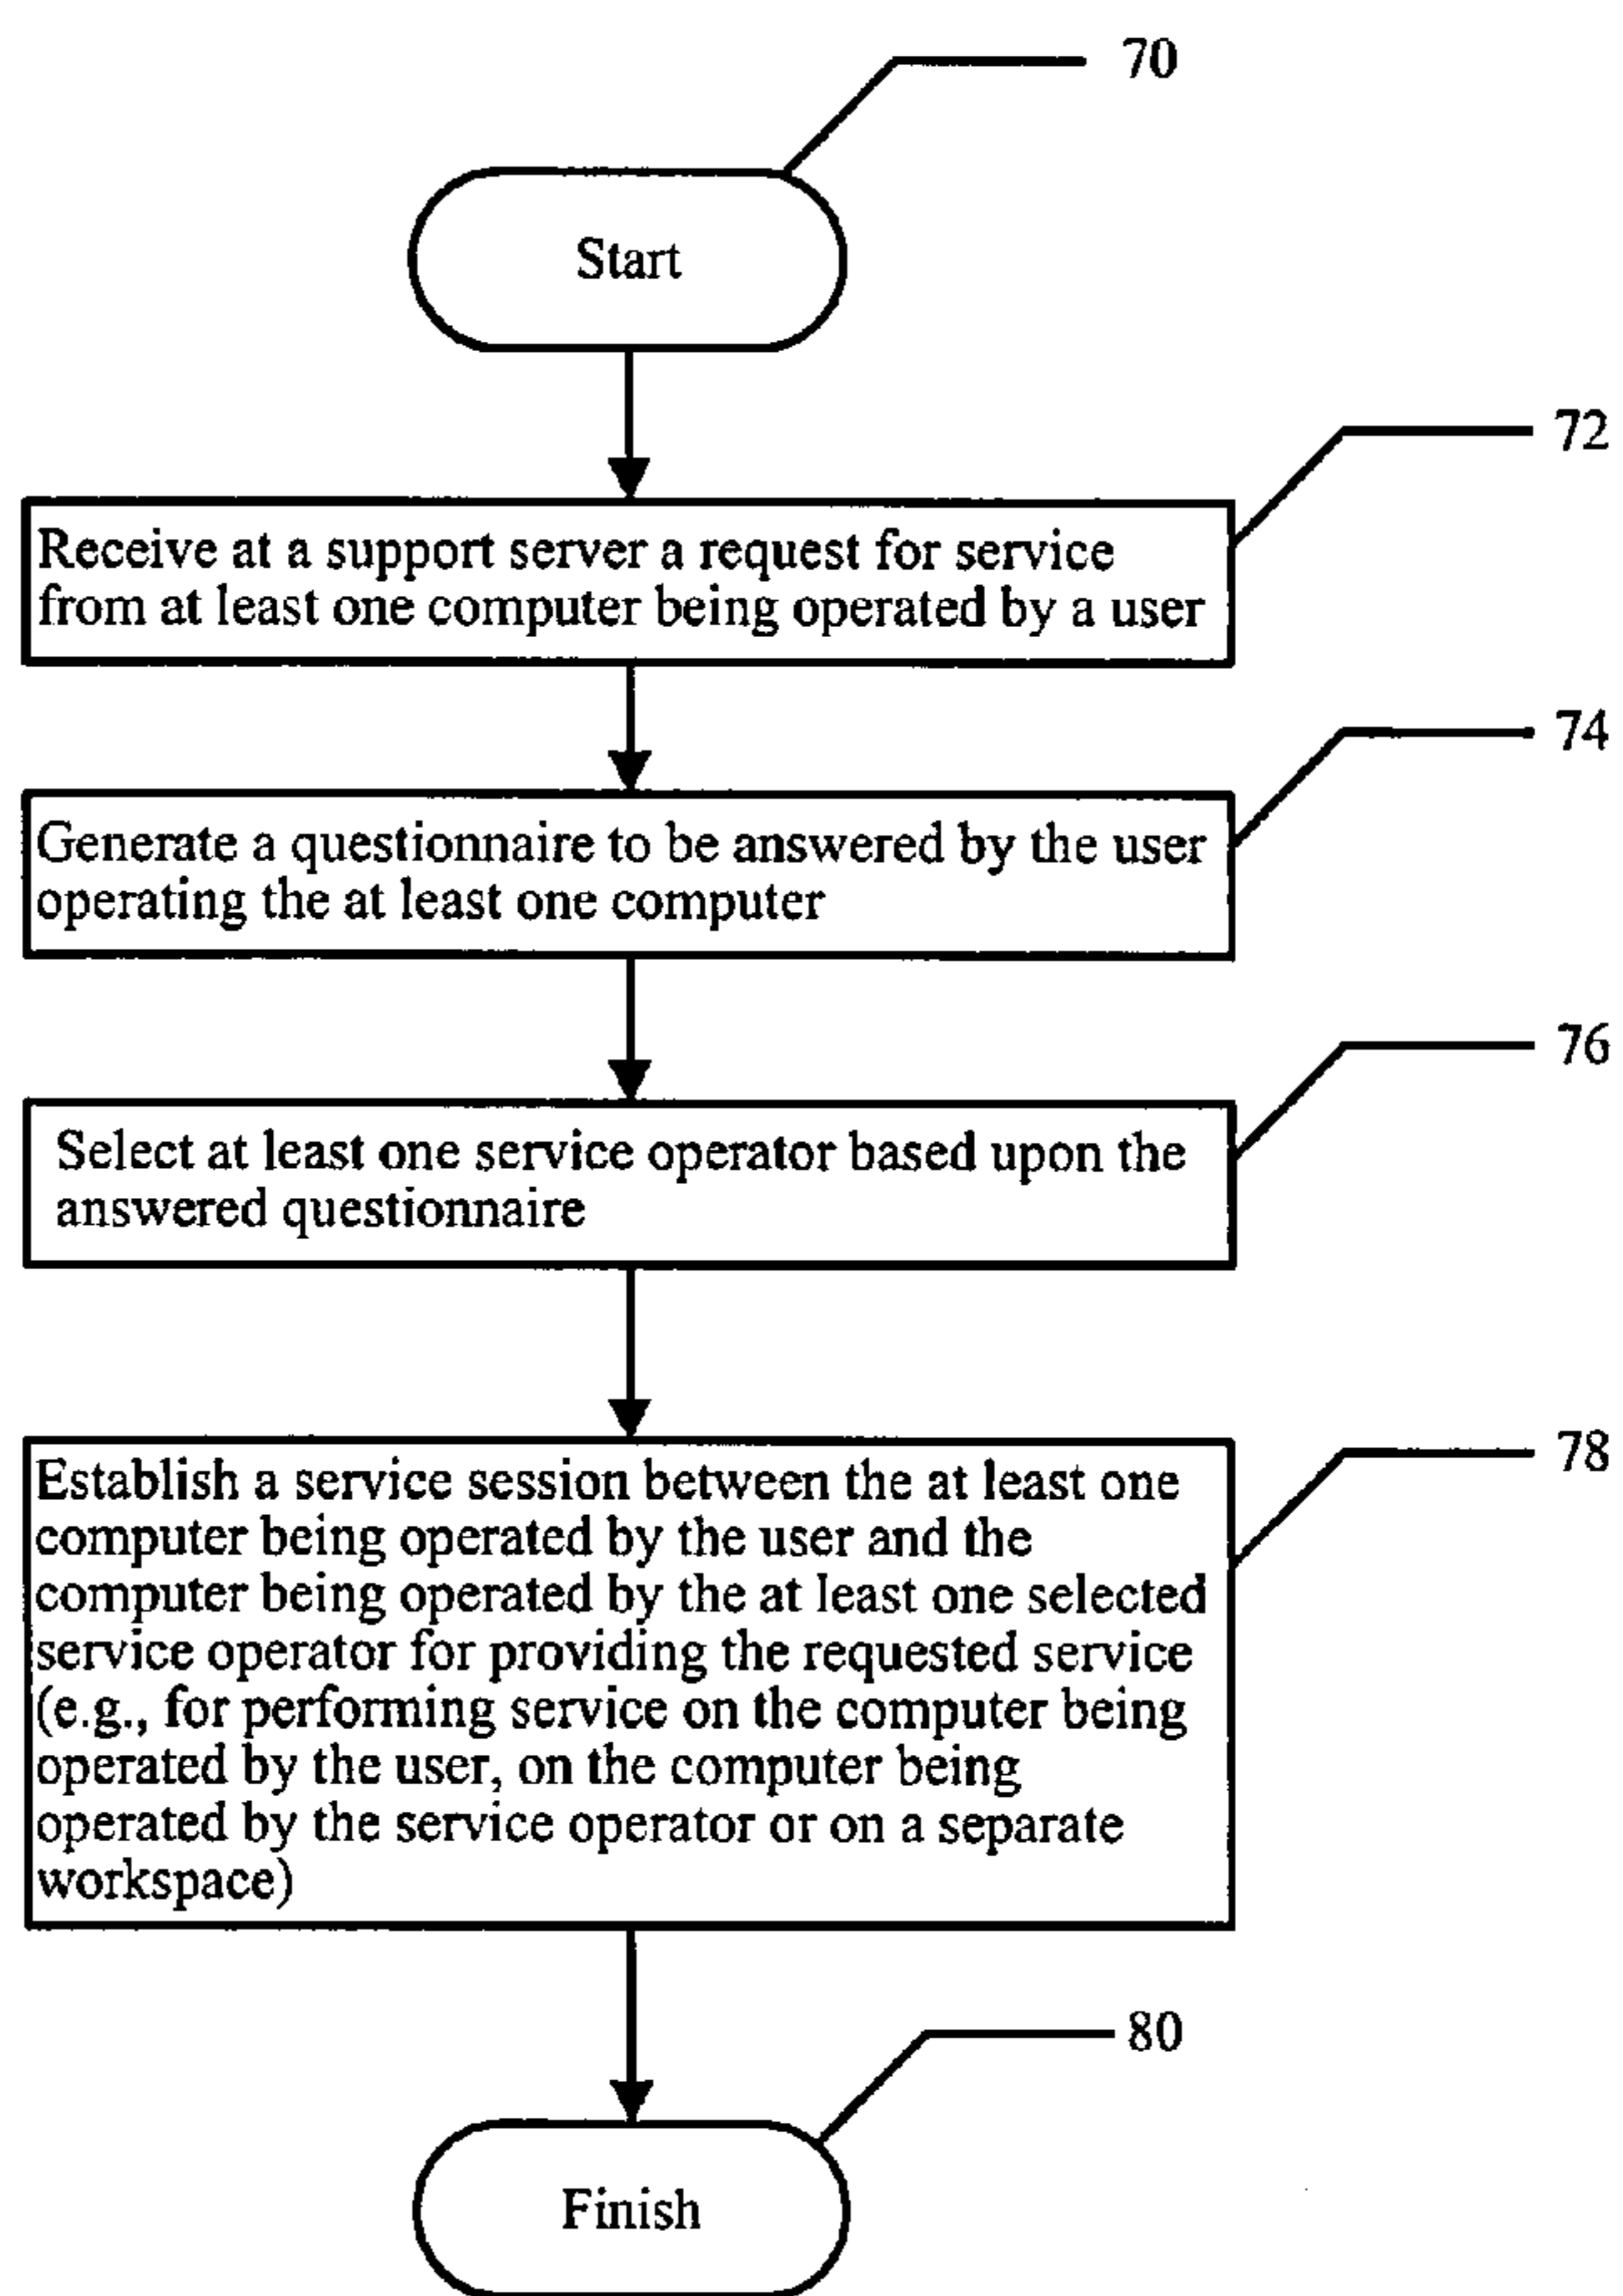 70
Start
72
Receive at a support server a request for service
from at least one computer being operated by a user
74
Generate a questionnaire to be answered by the user
operating the at least one computer
76
Select at least one service operator based upon the
answered questionnaire
78
Establish a service session between the at least one
computer being operated by the user and the
computer being operated by the at least one selected
service operator for providing the requested service
(e.g., for performing service on the computer being
operated by the user, on the computer being
operated by the service operator or on a separate
workspace)
80
Finish